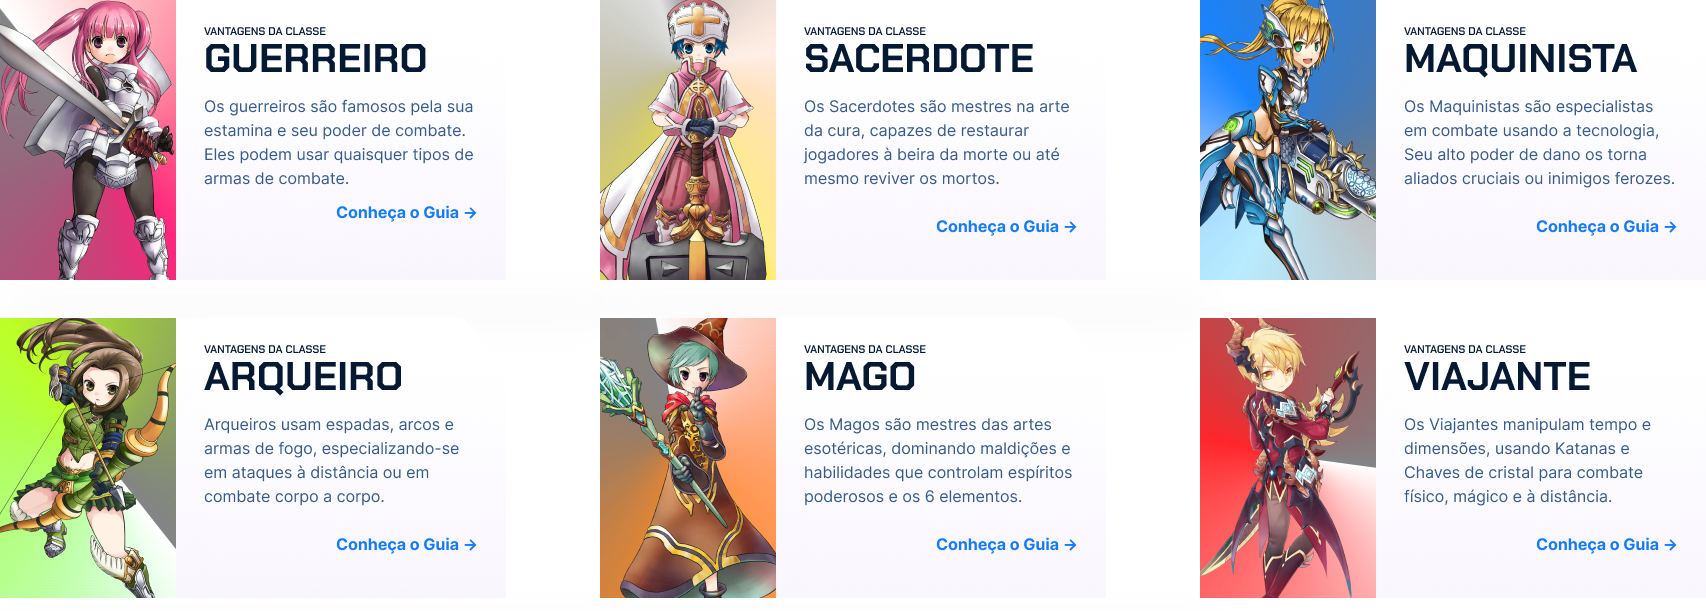 VANTAGENS DA CLASSE
GUERREIRO
Os guerreiros são famosos pela sua
estamina e seu poder de combate.
Eles podem usar quaisquer tipos de
armas de combate.
Conheça o Guia →
VANTAGENS DA CLASSE
SACERDOTE
Os Sacerdotes são mestres na arte
da cura, capazes de restaurar
jogadores à beira da morte ou até
mesmo reviver os mortos.
Conheça o Guia →
VANTAGENS DA CLASSE
MAQUINISTA
Os Maquinistas são especialistas
em combate usando a tecnologia,
Seu alto poder de dano os torna
aliados cruciais ou inimigos ferozes.
Conheça o Guia →
VANTAGENS DA CLASSE
ARQUEIRO
Arqueiros usam espadas, arcos e
armas de fogo, especializando-se
em ataques à distância ou em
combate corpo a corpo.
Conheça o Guia →
VANTAGENS DA CLASSE
MAGO
Os Magos são mestres das artes
esotéricas, dominando maldições e
habilidades que controlam espíritos
poderosos e os 6 elementos.
Conheça o Guia →
VANTAGENS DA CLASSE
VIAJANTE
Os Viajantes manipulam tempo e
dimensões, usando Katanas e
Chaves de cristal para combate
físico, mágico e à distância.
Conheça o Guia →